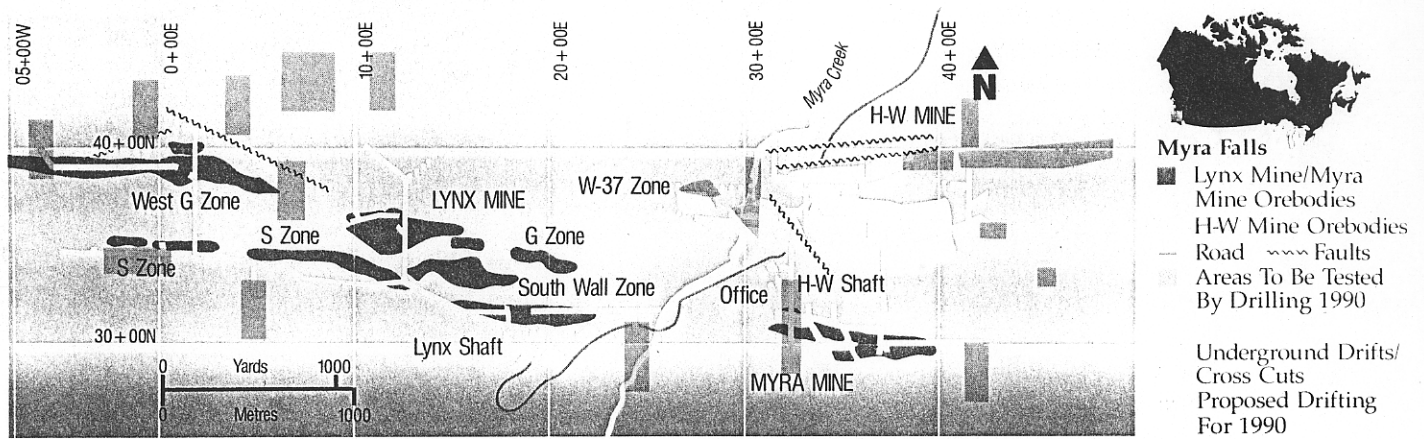 05+00W
0+00E
10+00E
20+00E
30+00E
40+00E
Myra Creek
N
H-W MINE
40+00N
West G Zone
LYNX MINE
W-37 Zone
S Zone
S Zone
G Zone
South Wall Zone
Office
H-W Shaft
30+00N
Lynx Shaft
MYRA MINE
0 Yards 1000
0 Metres 1000
Myra Falls
Lynx Mine/Myra
Mine Orebodies
H-W Mine Orebodies
Road Faults
Areas To Be Tested
By Drilling 1990
Underground Drifts/
Cross Cuts
Proposed Drifting
For 1990